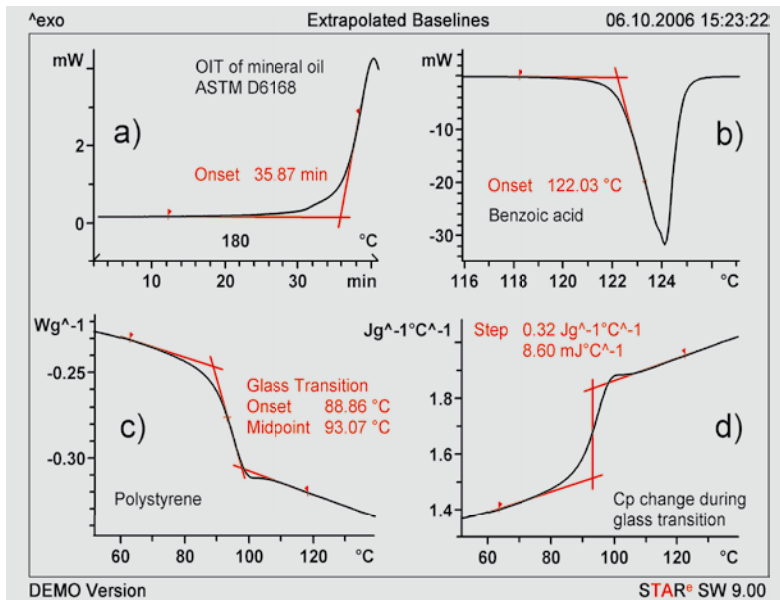 ^exo Extrapolated Baselines 06.10.2006 15:23:22
mW
OIT of mineral oil
ASTM D6168
a)
2
Onset 35.87 min
0
180 °C
10 20 30 min
mW
-10
b)
-20
Onset 122.03 °C
Benzoic acid
-30
116 118 120 122 124 °C
Wg^-1
-0.25
Glass Transition
Onset 88.86 °C
Midpoint 93.07 °C
c)
-0.30
Polystyrene
60 80 100 120 °C
Jg^-1°C^-1
Step 0.32 Jg^-1°C^-1
8.60 mJ°C^-1
1.8
d)
1.6
Cp change during
glass transition
1.4
60 80 100 120 °C
DEMO Version STARe SW 9.00